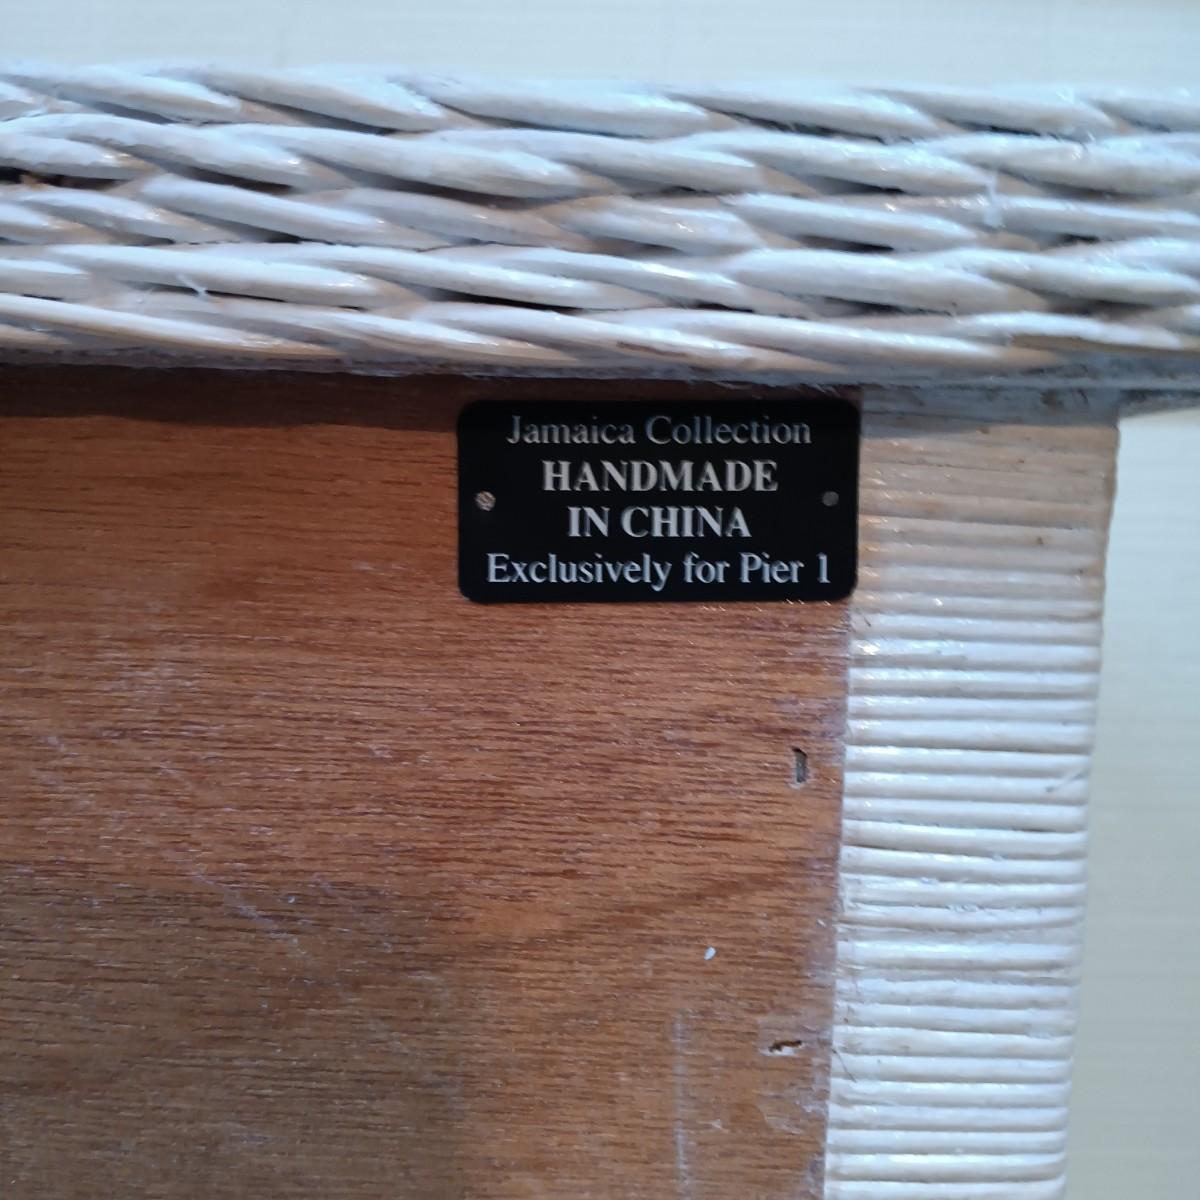 Jamaica Collection
HANDMADE
IN CHINA
Exclusively for Pier 1